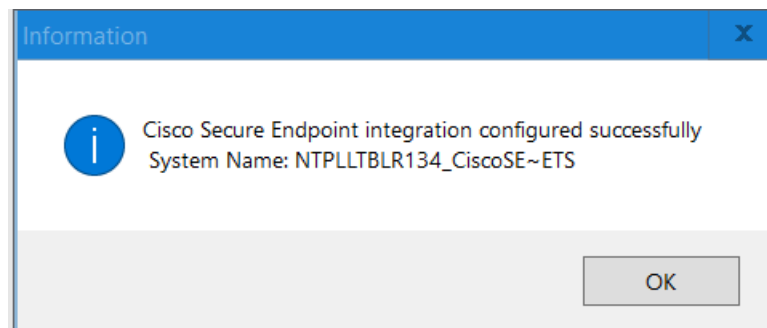 Information
x
i
Cisco Secure Endpoint integration configured successfully
System Name: NTPLLTBLR134_CiscoSE~ETS
OK